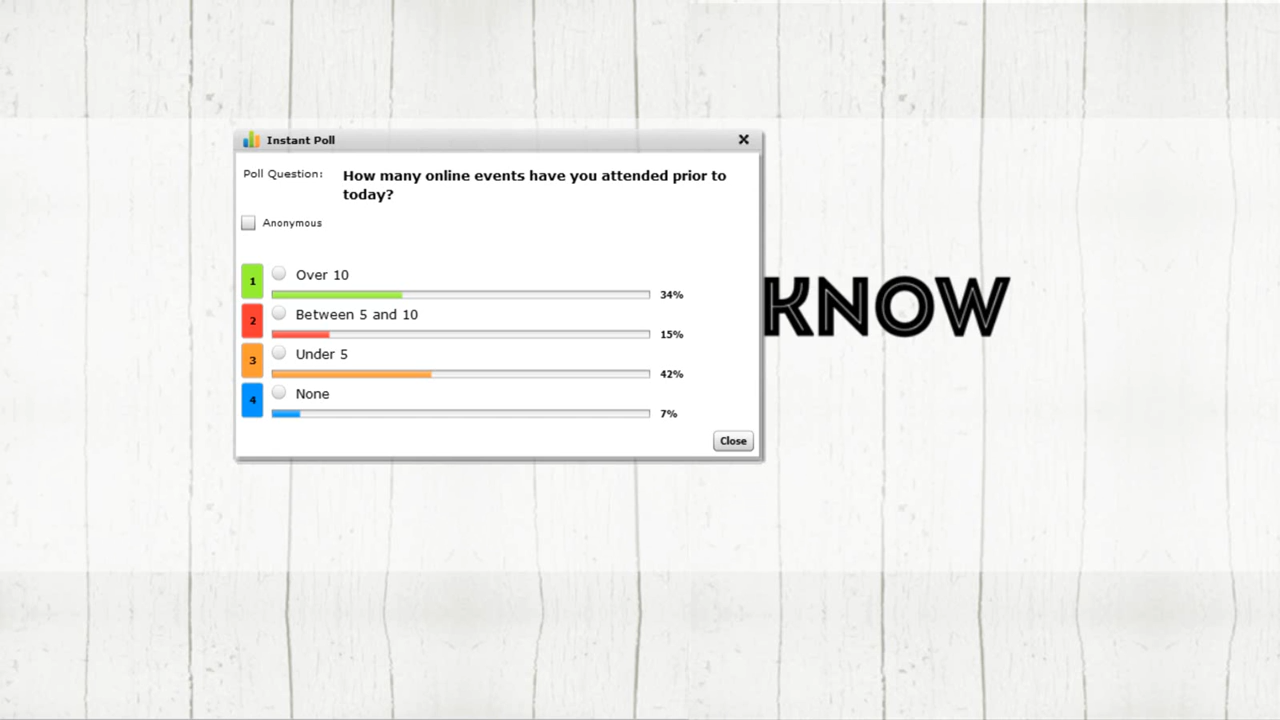 Instant Poll
Poll Question:
How many online events have you attended prior to
today?
Anonymous
1
Over 10
34%
2
Between 5 and 10
15%
3
Under 5
42%
4
None
7%
Close
KNOW